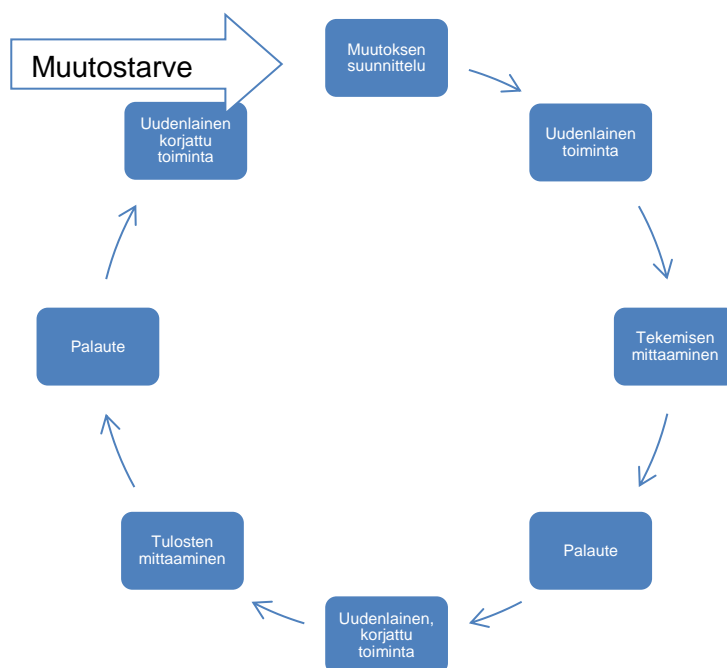 Muutostarve
Muutoksen
suunnittelu
Uudenlainen
toiminta
Tekemisen
mittaaminen
Palaute
Uudenlainen,
korjattu
toiminta
Tulosten
mittaaminen
Palaute
Uudenlainen
korjattu
toiminta